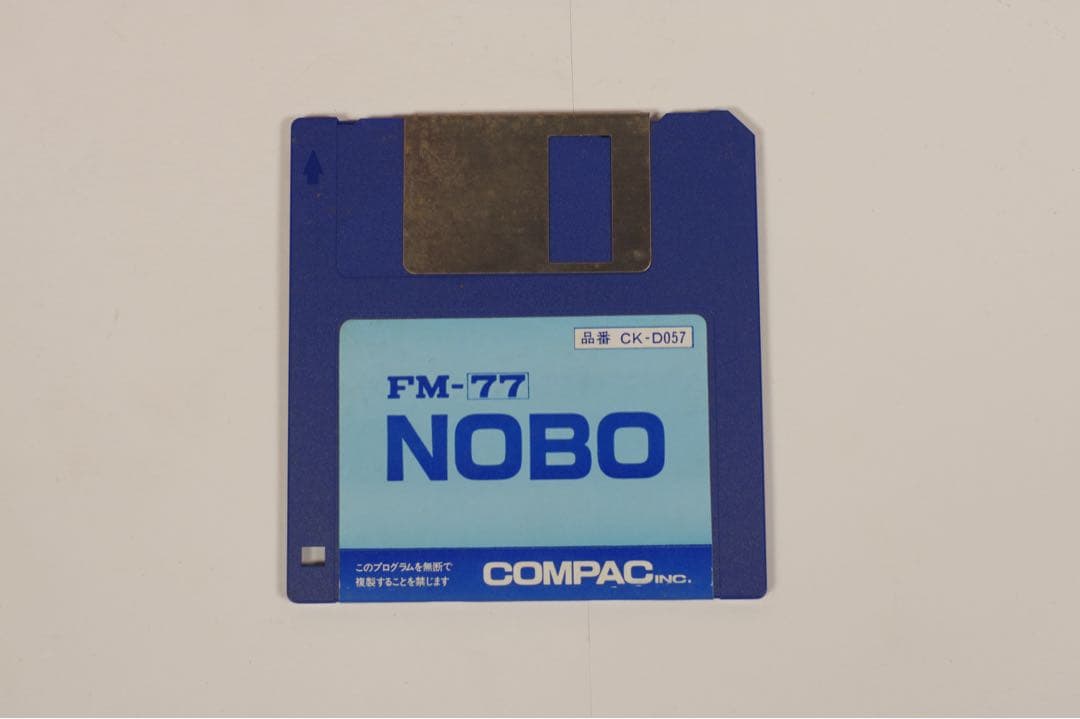 品番 CK-D057
FM-77
NOBO
このプログラムを無断で
複製することを禁じます
COMPAC INC.